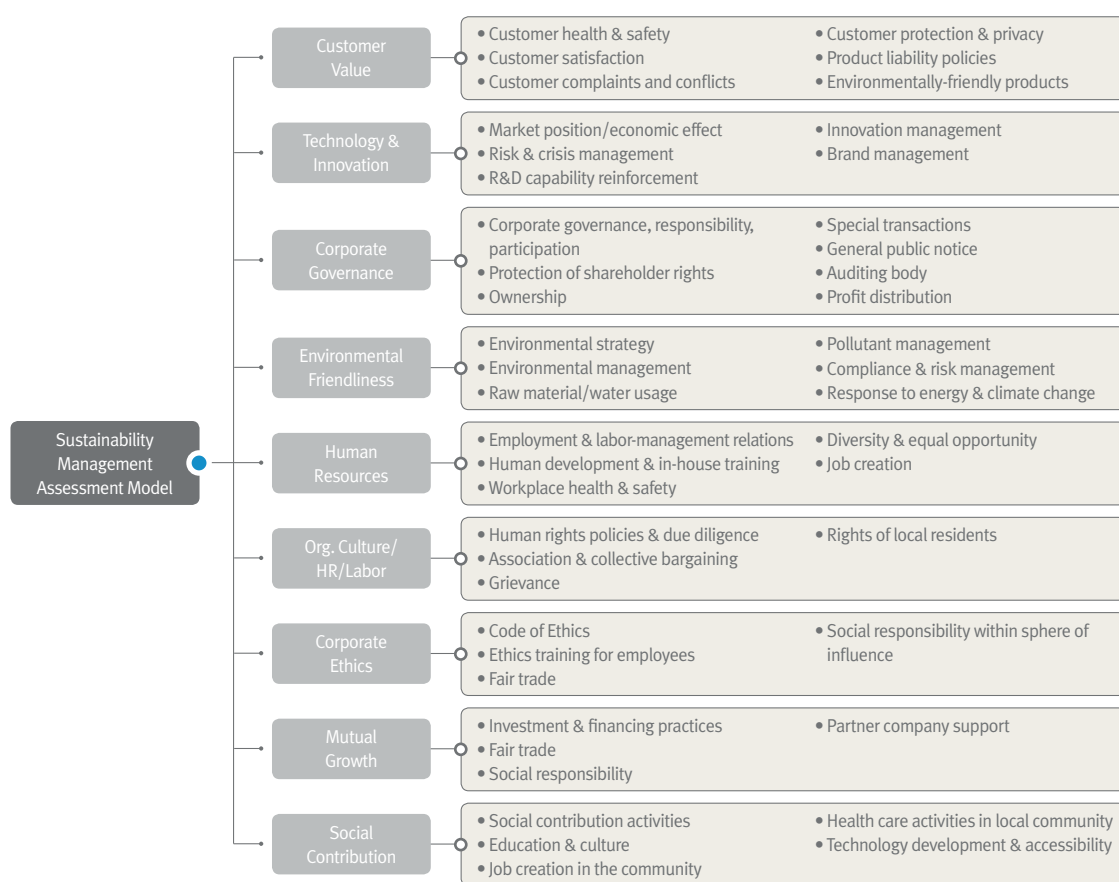 Customer
Value
• Customer health & safety
• Customer satisfaction
• Customer complaints and conflicts
• Customer protection & privacy
• Product liability policies
• Environmentally-friendly products
Technology &
Innovation
• Market position/economic effect
• Risk & crisis management
• R&D capability reinforcement
• Innovation management
• Brand management
Corporate
Governance
• Corporate governance, responsibility,
participation
• Protection of shareholder rights
• Ownership
• Special transactions
• General public notice
• Auditing body
• Profit distribution
Environmental
Friendliness
• Environmental strategy
• Environmental management
• Raw material/water usage
• Pollutant management
• Compliance & risk management
• Response to energy & climate change
Sustainability
Management
Assessment Model
Human
Resources
• Employment & labor-management relations
• Human development & in-house training
• Workplace health & safety
• Diversity & equal opportunity
• Job creation
Org. Culture/
HR/Labor
• Human rights policies & due diligence
• Association & collective bargaining
• Grievance
• Rights of local residents
Corporate
Ethics
• Code of Ethics
• Ethics training for employees
• Fair trade
• Social responsibility within sphere of
influence
Mutual
Growth
• Investment & financing practices
• Fair trade
• Social responsibility
• Partner company support
Social
Contribution
• Social contribution activities
• Education & culture
• Job creation in the community
• Health care activities in local community
• Technology development & accessibility